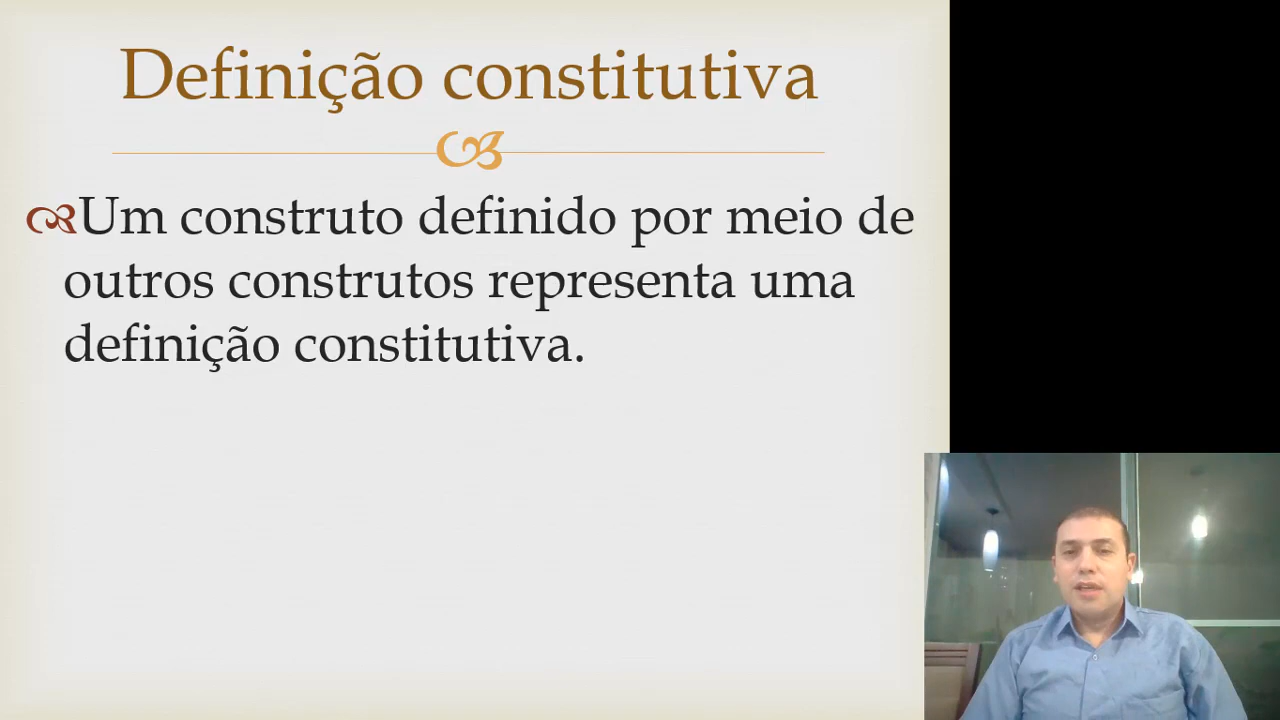 Definição constitutiva
Um construto definido por meio de
outros construtos representa uma
definição constitutiva.